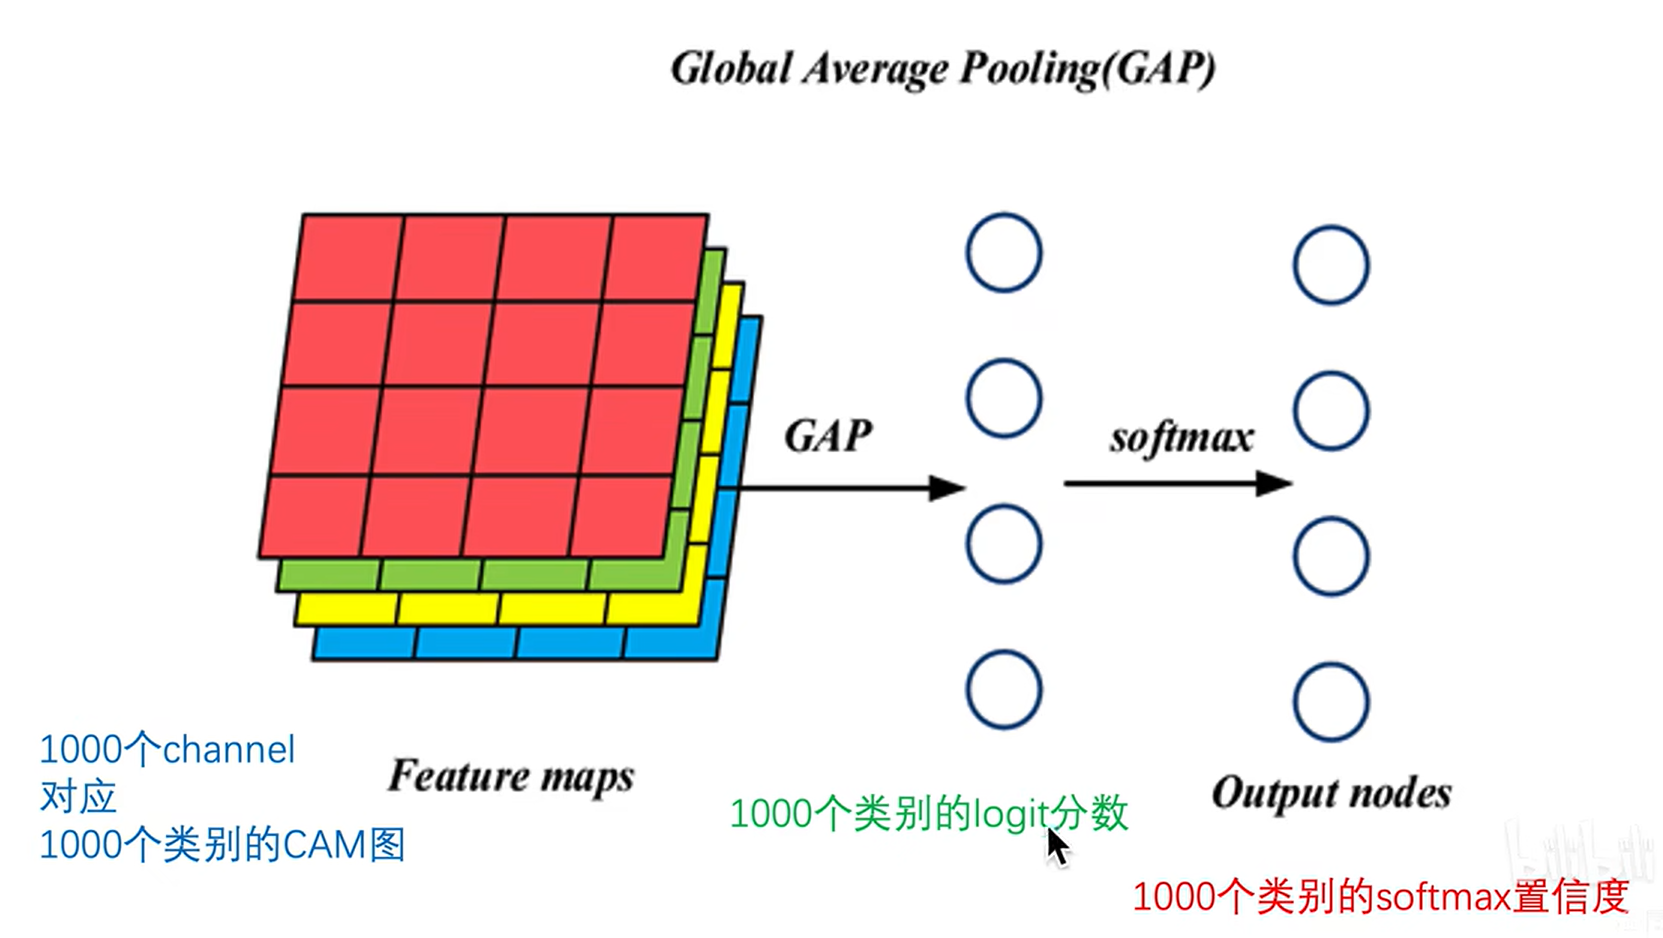 Global Average Pooling(GAP)
GAP
softmax
1000个channel
对应
1000个类别的CAM图
Feature maps
1000个类别的logit分数
Output nodes
bilibili
1000个类别的softmax置信度